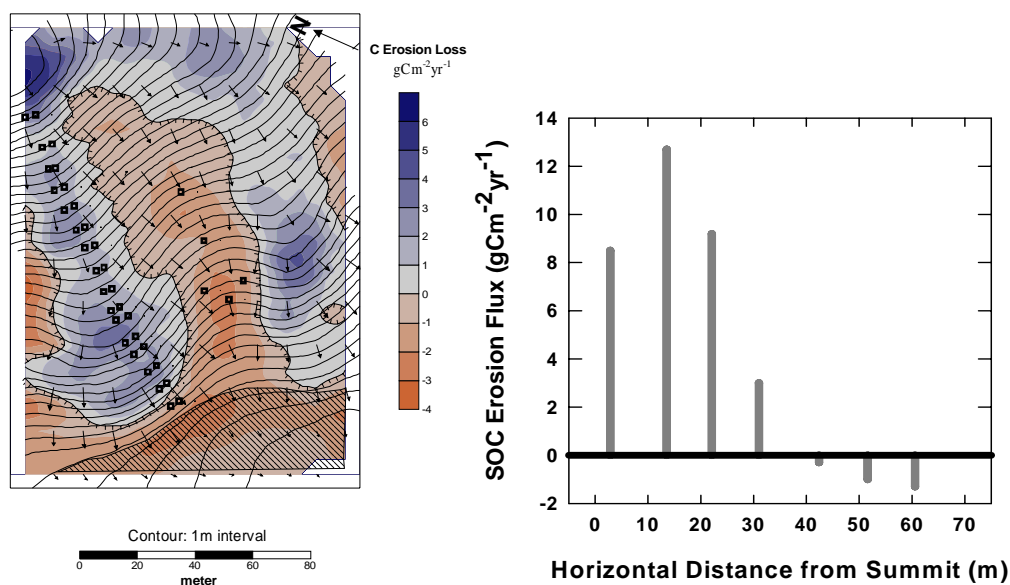 N
C Erosion Loss
gCm-2yr-1
6
5
4
3
2
1
0
-1
-2
-3
-4
Contour: 1m interval
0 20 40 60 80
meter
SOC Erosion Flux (gCm-2yr-1)
14
12
10
8
6
4
2
0
-2
0 10 20 30 40 50 60 70
Horizontal Distance from Summit (m)